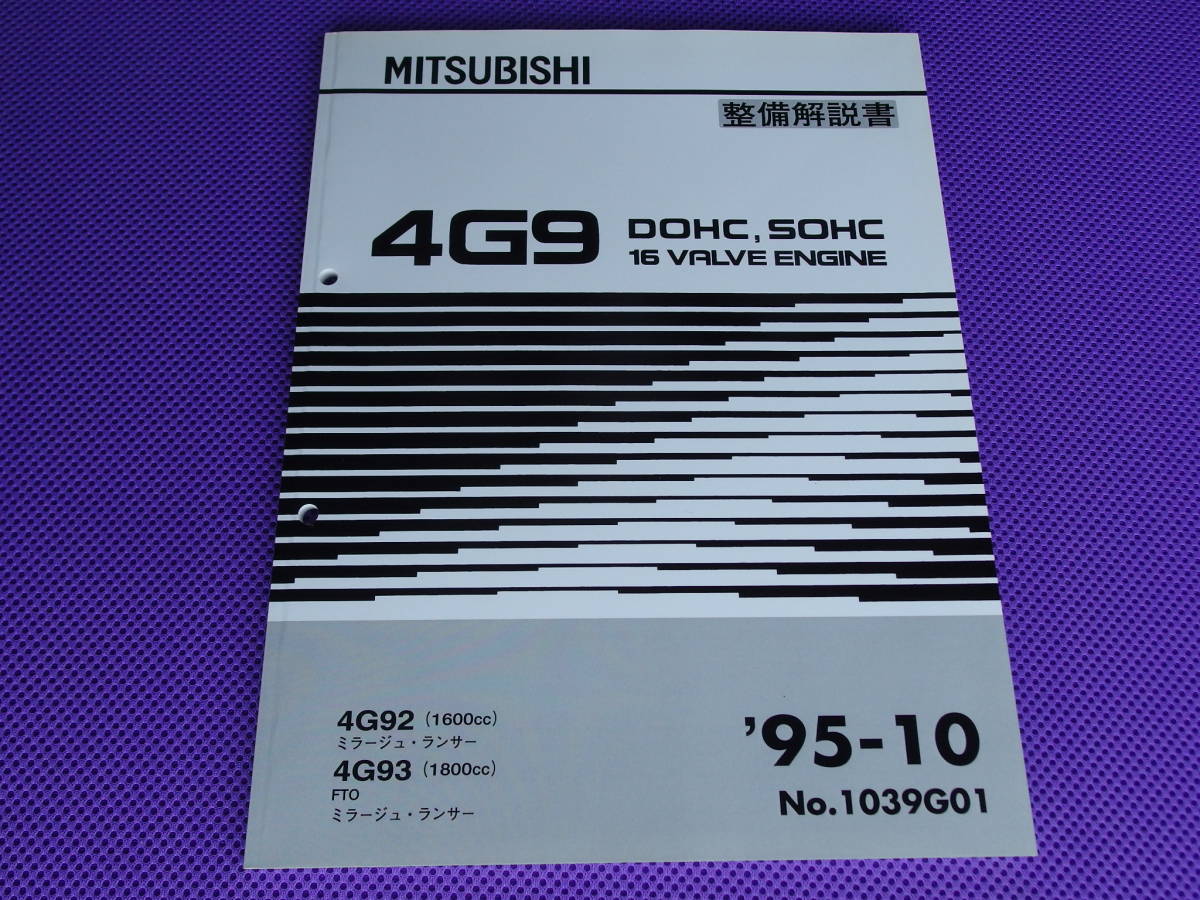 MITSUBISHI
整備解説書
4G9 DOHC, SOHC
16 VALVE ENGINE
4G92 (1600cc)
ミラージュ・ランサー
4G93 (1800cc)
FTO
ミラージュ・ランサー
'95-10
No.1039G01